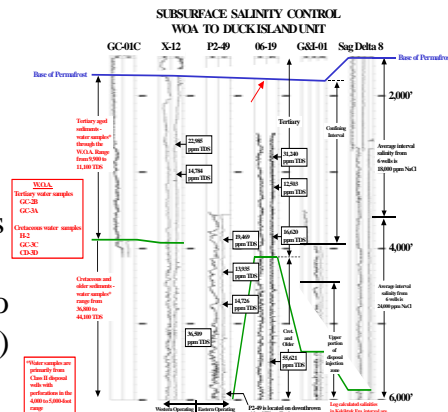 SUBSURFACE SALINITY CONTROL
WOA TO DUCK ISLAND UNIT
GC-01C
X-12
P2-49
06-19
G&I-01
Sag Delta 8
Base of Permafrost
Base of Permafrost
2,000'
4,000'
6,000'
Tertiary aged
sediments -
water samples*
through the
W.O.A. Range
from 9,900 to
11,100 TDS
W.O.A.
Tertiary water samples
GC-2B
GC-3A
Cretaceous water samples
H-2
GC-3C
CD-3D
Cretaceous and
older sediments -
water samples*
range from
36,800 to
44,100 TDS
*Water samples are
primarily from
Class II disposal
wells with
perforations in the
4,000 to 5,000-foot
range
22,985
ppm TDS
14,784
ppm TDS
19,469
ppm TDS
13,935
ppm TDS
14,726
ppm TDS
36,509
ppm TDS
Tertiary
31,240
ppm TDS
12,503
ppm TDS
16,620
ppm TDS
Cret.
and
Older
55,621
ppm TDS
Confining
Interval
Upper
portion
of
disposal
injection
zone
Average interval
salinity from
6 wells is
18,000 ppm NaCl
Average interval
salinity from
6 wells is
24,000 ppm NaCl
Log calculated salinities
Western Operating
Eastern Operating
P2-49 is located on downthrown
s
o
)